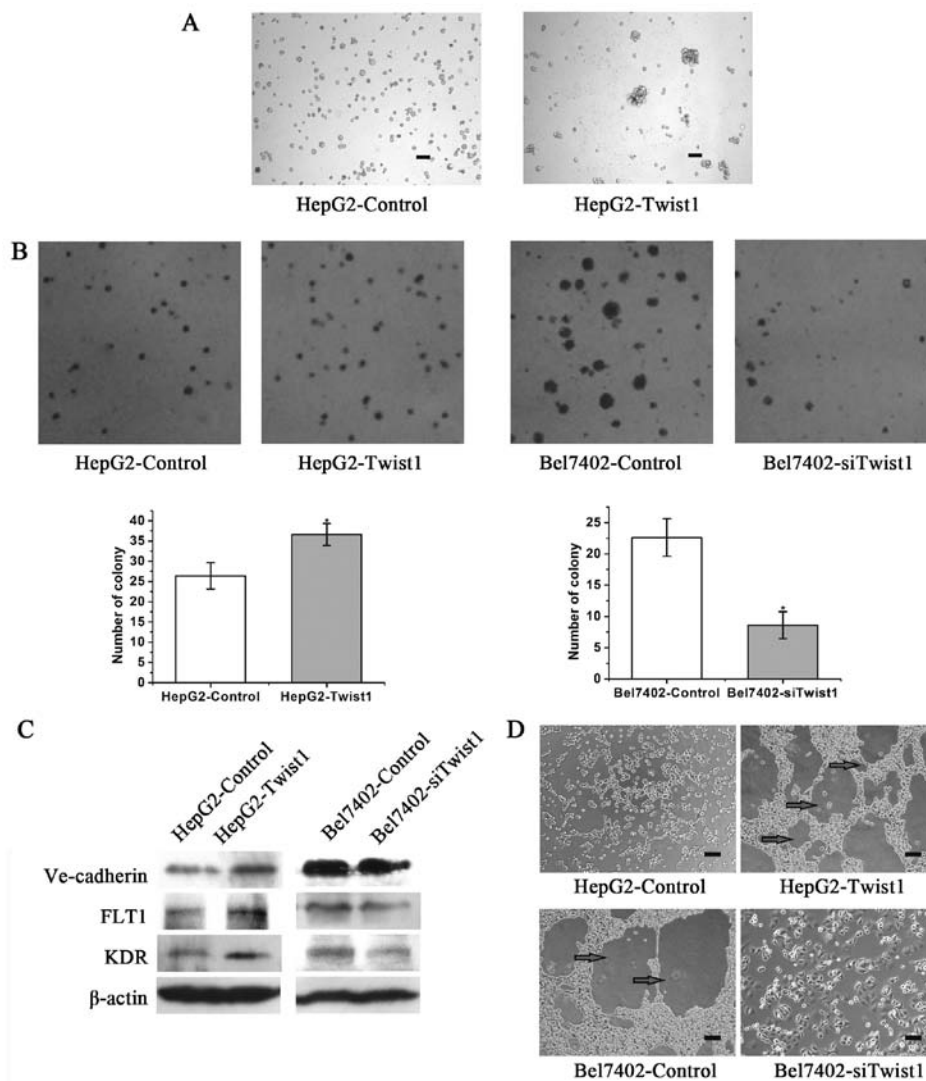 A
HepG2-Control
HepG2-Twist1
B
HepG2-Control
HepG2-Twist1
Bel7402-Control
Bel7402-siTwist1
Number of colony
40
35
30
25
20
15
10
5
0
*
HepG2-Control
HepG2-Twist1
Number of colony
25
20
15
10
5
0
*
Bel7402-Control
Bel7402-siTwist1
C
HepG2-Control
HepG2-Twist1
Bel7402-Control
Bel7402-siTwist1
Ve-cadherin
FLT1
KDR
β-actin
D
HepG2-Control
HepG2-Twist1
Bel7402-Control
Bel7402-siTwist1